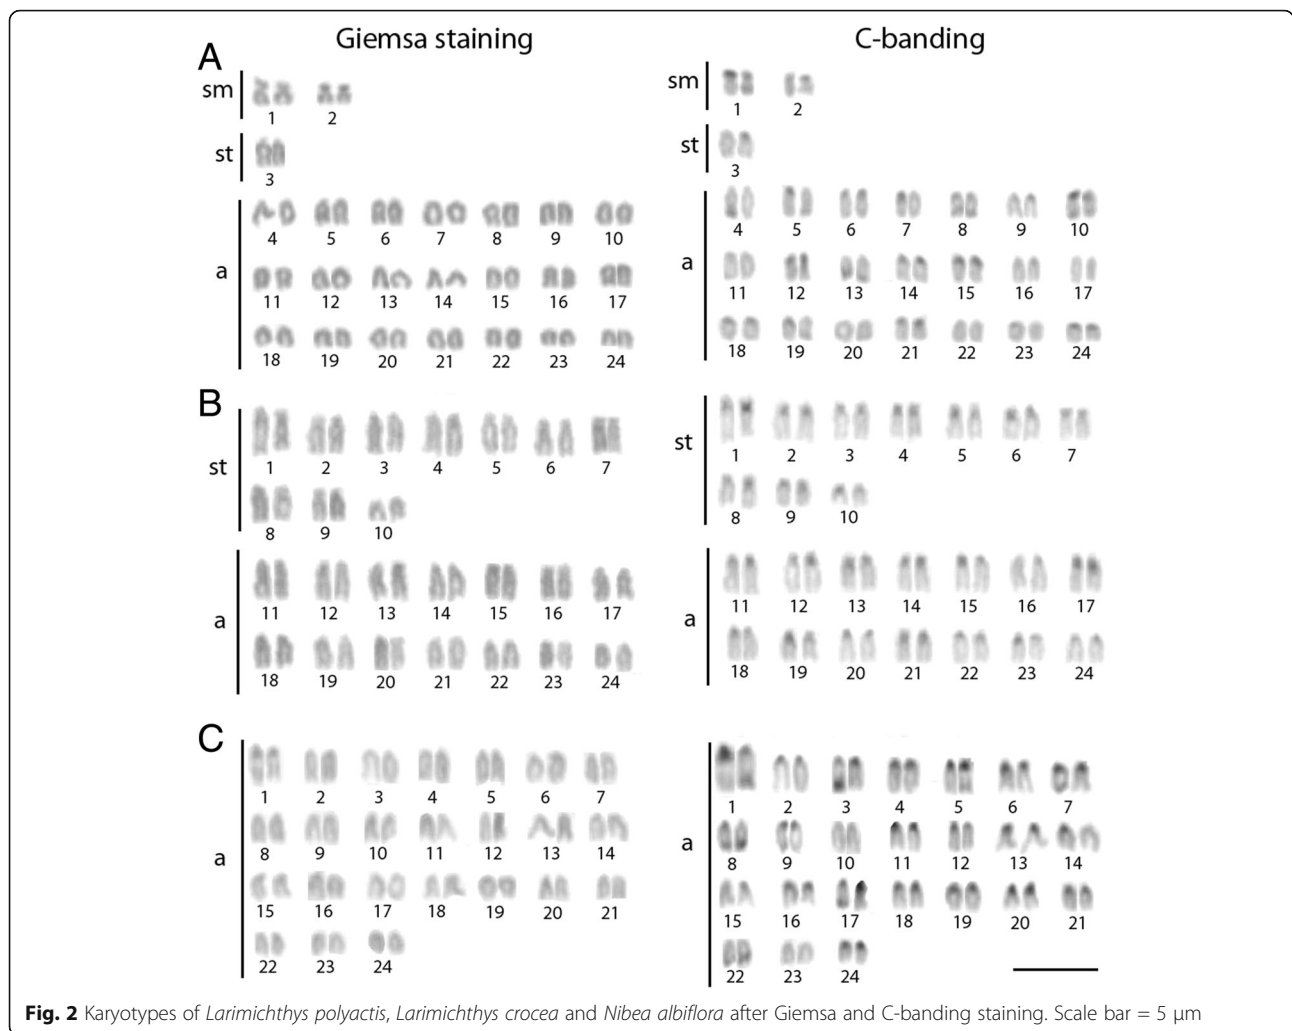 Giemsa staining C-banding
A
sm 1 2 sm 1 2
st 3 st 3
4 5 6 7 8 9 10 4 5 6 7 8 9 10
a 11 12 13 14 15 16 17 a 11 12 13 14 15 16 17
18 19 20 21 22 23 24 18 19 20 21 22 23 24
B
st 1 2 3 4 5 6 7 st 1 2 3 4 5 6 7
8 9 10 8 9 10
11 12 13 14 15 16 17 11 12 13 14 15 16 17
a 18 19 20 21 22 23 24 a 18 19 20 21 22 23 24
C
1 2 3 4 5 6 7 1 2 3 4 5 6 7
a 8 9 10 11 12 13 14 a 8 9 10 11 12 13 14
15 16 17 18 19 20 21 15 16 17 18 19 20 21
22 23 24 22 23 24
Fig. 2 Karyotypes of Larimichthys polyactis, Larimichthys crocea and Nibea albiflora after Giemsa and C-banding staining. Scale bar = 5 μm